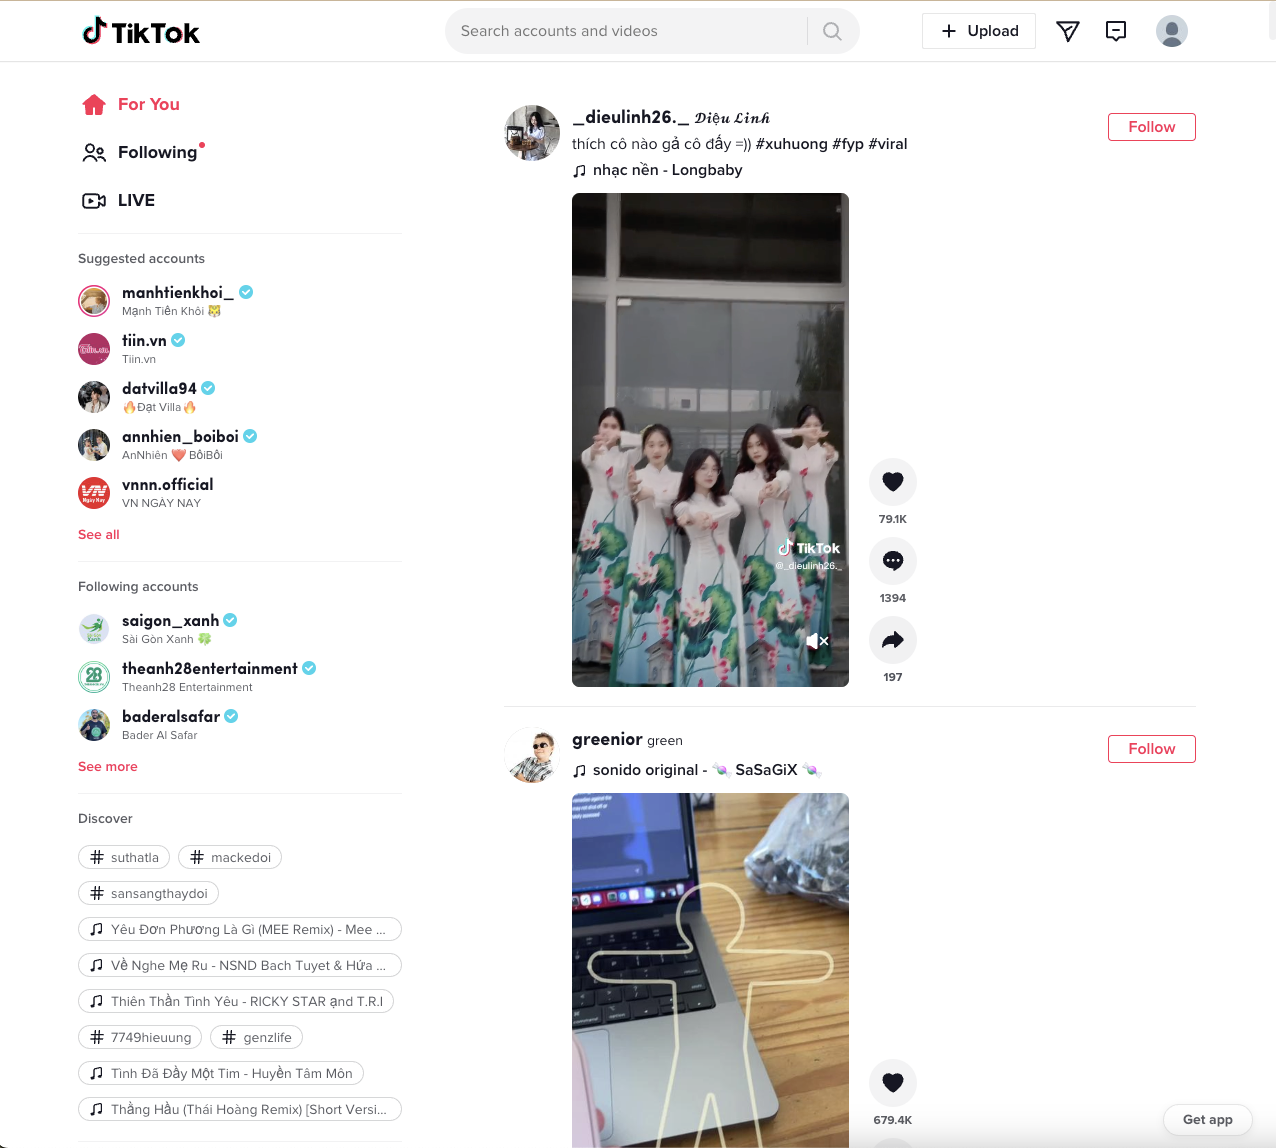 TikTok
Search accounts and videos
Upload
For You
Following
LIVE
Suggested accounts
manhtienkhoi_
Mạnh Tiến Khôi 🐯
tiin.vn
Tiin.vn
datvilla94
🔥Đạt Villa🔥
annhien_boiboi
AnNhiên ❤️ BốiBối
vnnn.official
VN NGÀY NAY
See all
Following accounts
saigon_xanh
Sài Gòn Xanh 🍀
theanh28entertainment
Theanh28 Entertainment
baderalsafar
Bader Al Safar
See more
Discover
# suthatla
# mackedoi
# sansangthaydoi
Yêu Đơn Phương Là Gì (MEE Remix) - Mee ...
Về Nghe Mẹ Ru - NSND Bach Tuyet & Hứa ...
Thiên Thần Tình Yêu - RICKY STAR ạnd T.R.I
# 7749hieuung
# genzlife
Tình Đã Đầy Một Tim - Huyền Tâm Môn
Thằng Hầu (Thái Hoàng Remix) [Short Versi...
_dieulinh26._ 𝓓𝓲ệ𝓾 𝓛𝓲𝓷𝓱
thích cô nào gả cô đấy =)) #xuhuong #fyp #viral
nhạc nền - Longbaby
Follow
TikTok
@_dieulinh26._
79.1K
1394
197
greenior green
sonido original - 🍬 SaSaGiX 🍬
Follow
679.4K
Get app